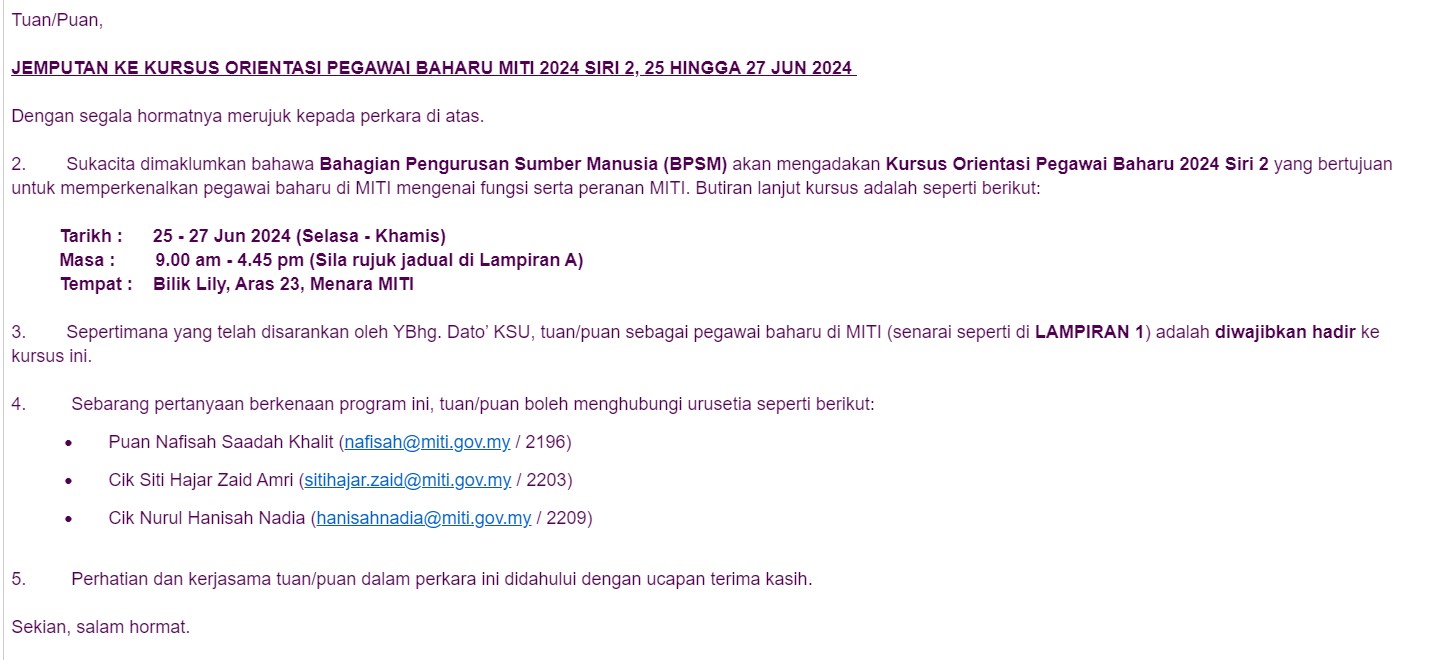 Tuan/Puan,
JEMPUTAN KE KURSUS ORIENTASI PEGAWAI BAHARU MITI 2024 SIRI 2, 25 HINGGA 27 JUN 2024
Dengan segala hormatnya merujuk kepada perkara di atas.
2. Sukacita dimaklumkan bahawa Bahagian Pengurusan Sumber Manusia (BPSM) akan mengadakan Kursus Orientasi Pegawai Baharu 2024 Siri 2 yang bertujuan
untuk memperkenalkan pegawai baharu di MITI mengenai fungsi serta peranan MITI. Butiran lanjut kursus adalah seperti berikut:
Tarikh : 25 - 27 Jun 2024 (Selasa - Khamis)
Masa : 9.00 am - 4.45 pm (Sila rujuk jadual di Lampiran A)
Tempat : Bilik Lily, Aras 23, Menara MITI
3. Sepertimana yang telah disarankan oleh YBhg. Dato’ KSU, tuan/puan sebagai pegawai baharu di MITI (senarai seperti di LAMPIRAN 1) adalah diwajibkan hadir ke
kursus ini.
4. Sebarang pertanyaan berkenaan program ini, tuan/puan boleh menghubungi urusetia seperti berikut:
• Puan Nafisah Saadah Khalit (nafisah@miti.gov.my / 2196)
• Cik Siti Hajar Zaid Amri (sitihajar.zaid@miti.gov.my / 2203)
• Cik Nurul Hanisah Nadia (hanisahnadia@miti.gov.my / 2209)
5. Perhatian dan kerjasama tuan/puan dalam perkara ini didahului dengan ucapan terima kasih.
Sekian, salam hormat.